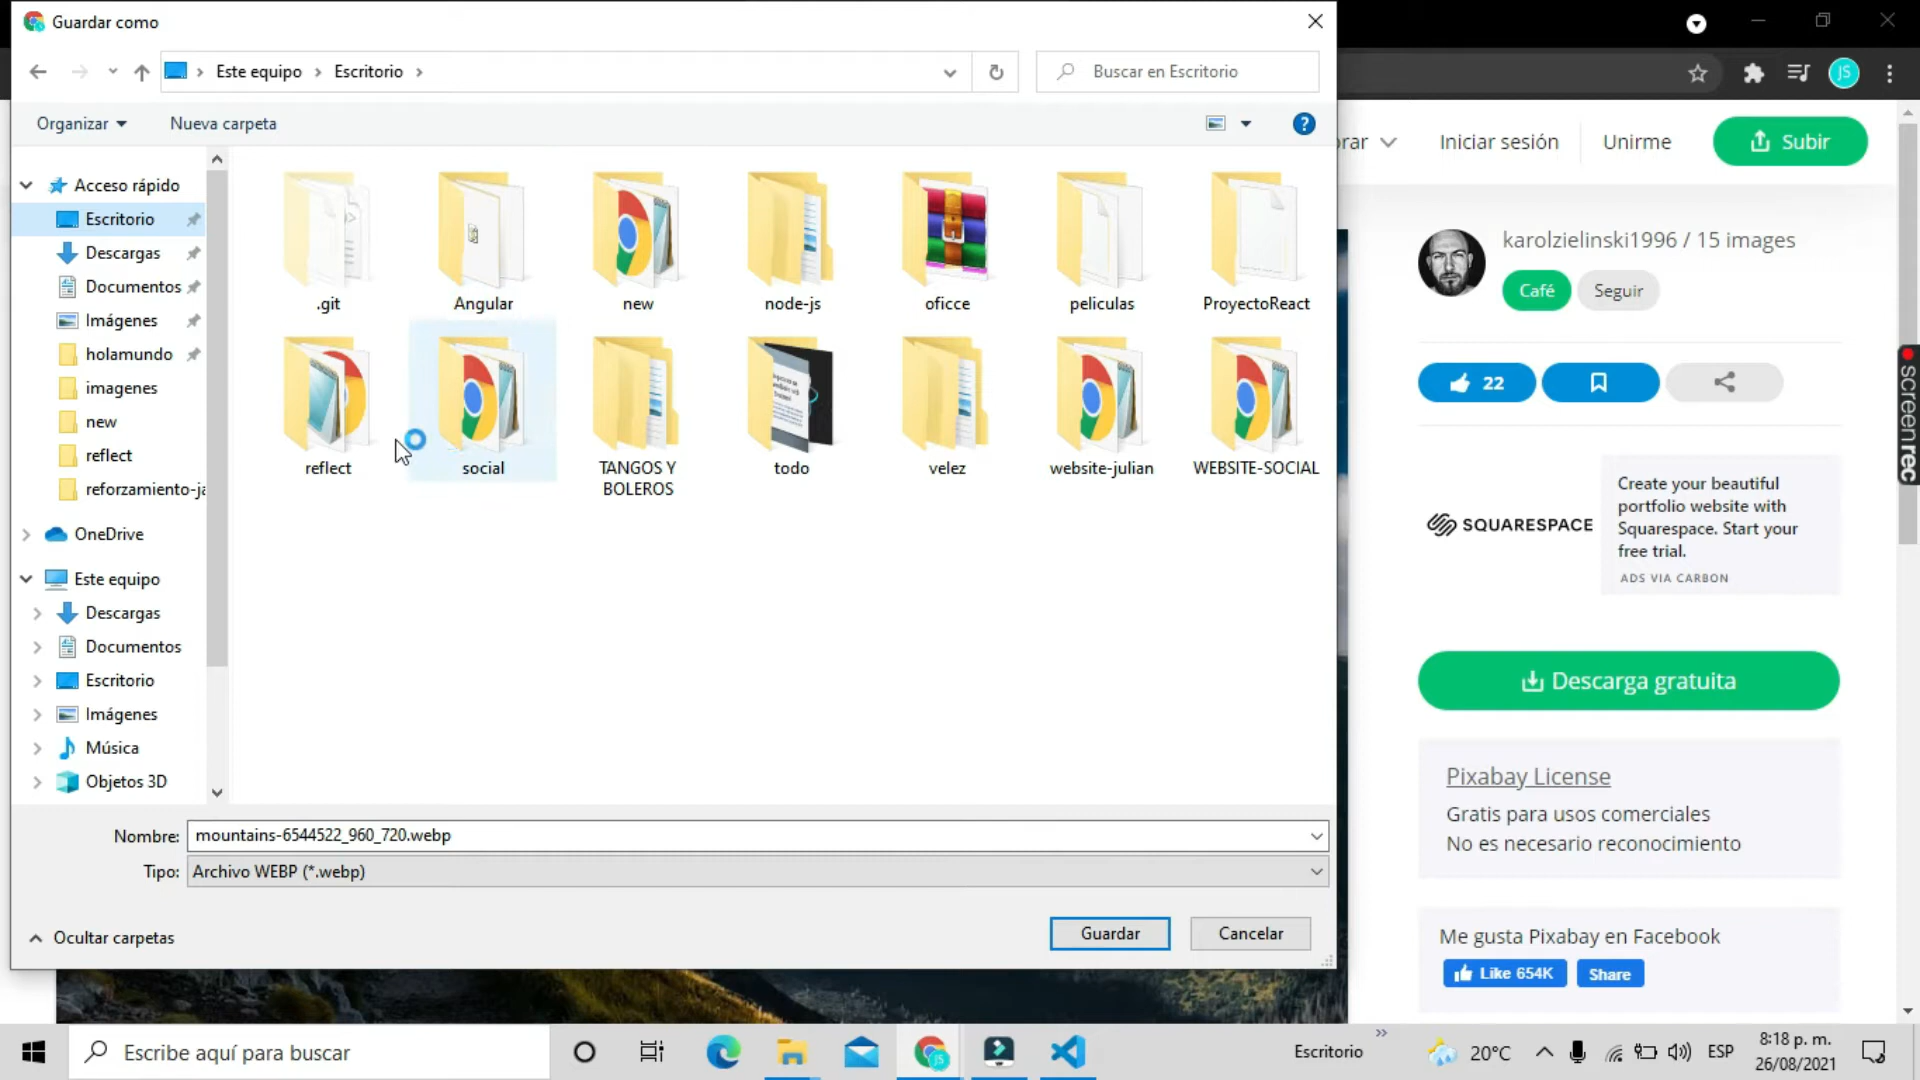 Guardar como
Este equipo
Escritorio
Buscar en Escritorio
Organizar
Nueva carpeta
Acceso rápido
Escritorio
Descargas
Documentos
Imágenes
holamundo
imagenes
new
reflect
reforzamiento-ja
OneDrive
Este equipo
Descargas
Documentos
Escritorio
Imágenes
Música
Objetos 3D
.git
Angular
new
node-js
oficce
peliculas
ProyectoReact
reflect
social
TANGOS Y
BOLEROS
todo
velez
website-julian
WEBSITE-SOCIAL
Nombre:
mountains-6544522_960_720.webp
Tipo:
Archivo WEBP (*.webp)
Ocultar carpetas
Guardar
Cancelar
JS
orar
Iniciar sesión
Unirme
Subir
karolzielinski1996 / 15 images
Café
Seguir
22
SQUARESPACE
Create your beautiful
portfolio website with
Squarespace. Start your
free trial.
ADS VIA CARBON
Descarga gratuita
Pixabay License
Gratis para usos comerciales
No es necesario reconocimiento
Me gusta Pixabay en Facebook
Like 654K
Share
screenrec
Escribe aquí para buscar
JS
Escritorio
20°C
ESP
8:18 p. m.
26/08/2021